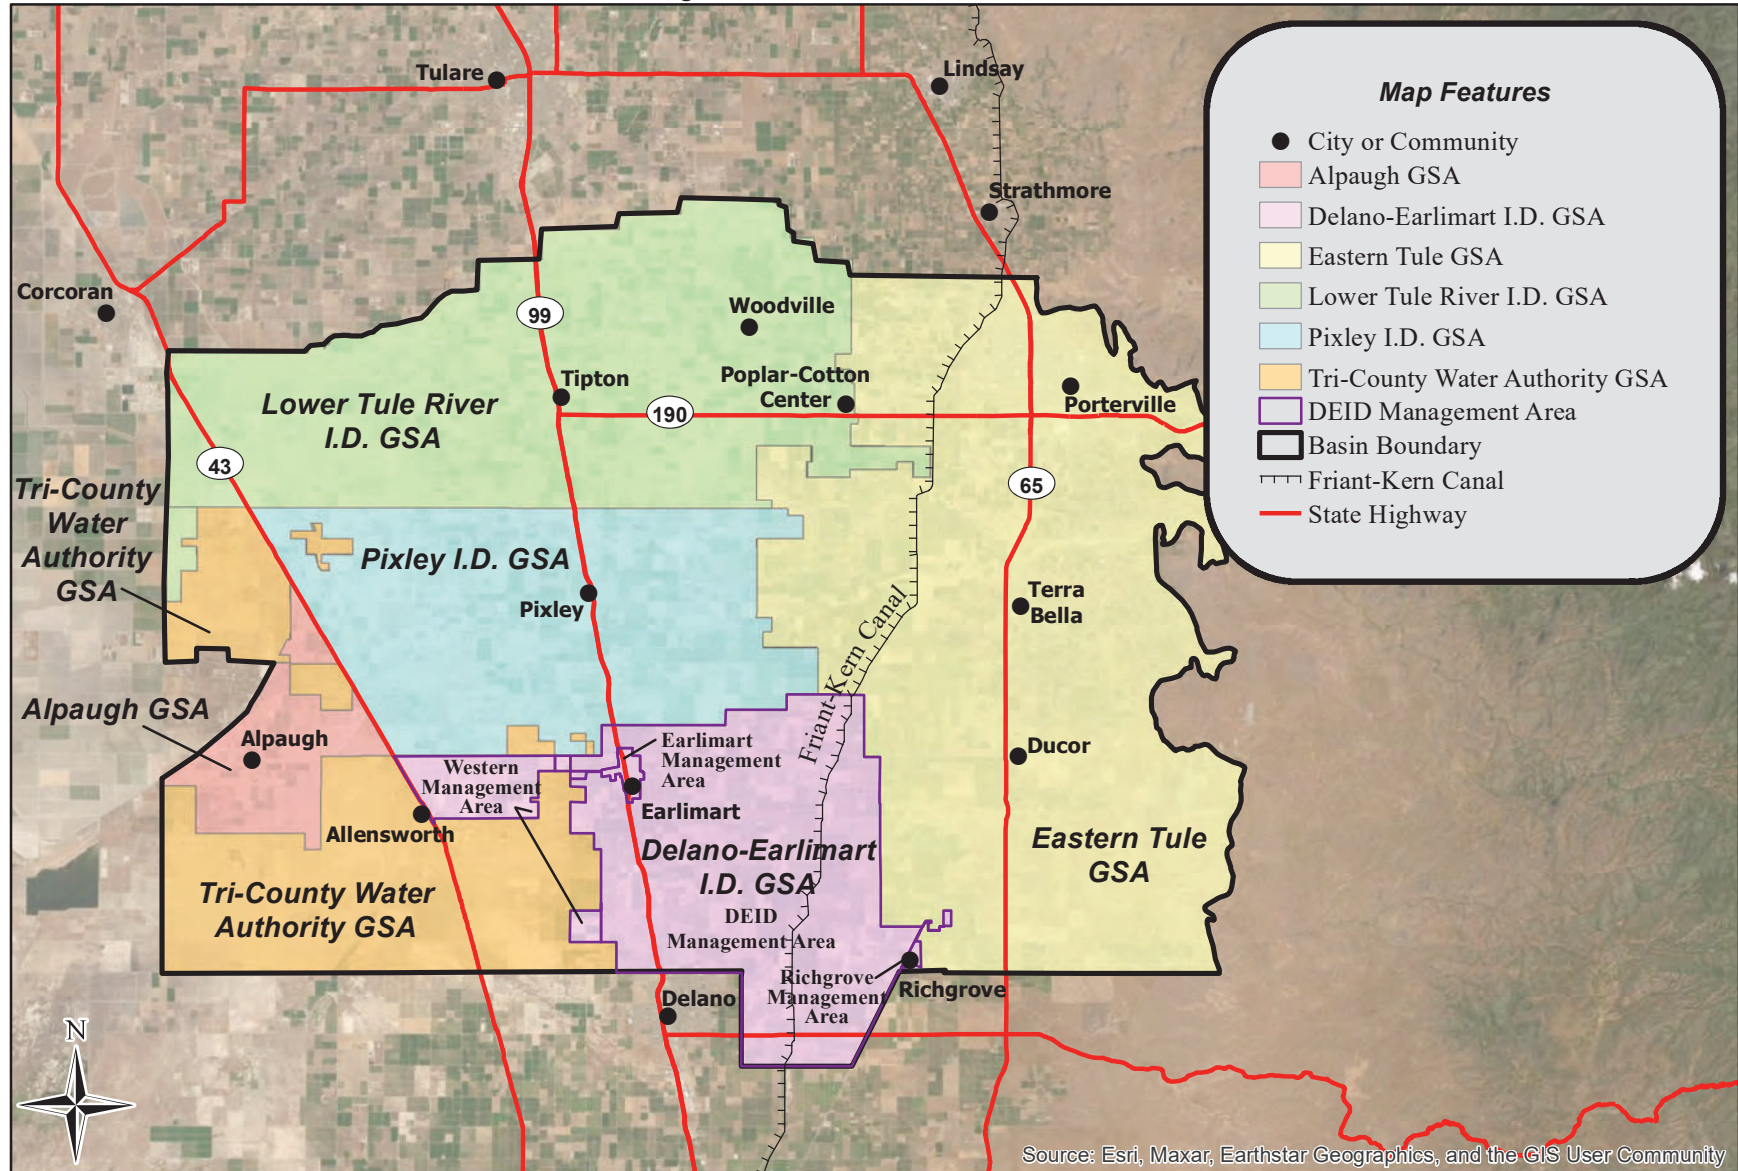 Tulare
Lindsay
Strathmore
Corcoran
Woodville
99
Tipton
Poplar-Cotton
Center
190
Porterville
Lower Tule River
I.D. GSA
43
65
Tri-County
Water
Authority
GSA
Pixley I.D. GSA
Pixley
Terra
Bella
Friant-Kern Canal
Alpaugh GSA
Alpaugh
Ducor
Western
Management
Area
Earlimart
Management
Area
Earlimart
Allensworth
Delano-Earlimart
I.D. GSA
Eastern Tule
GSA
Tri-County Water
Authority GSA
DEID
Management Area
Richgrove
Management
Area
Richgrove
Delano
N
Map Features
City or Community
Alpaugh GSA
Delano-Earlimart I.D. GSA
Eastern Tule GSA
Lower Tule River I.D. GSA
Pixley I.D. GSA
Tri-County Water Authority GSA
DEID Management Area
Basin Boundary
Friant-Kern Canal
State Highway
Source: Esri, Maxar, Earthstar Geographics, and the GIS User Community